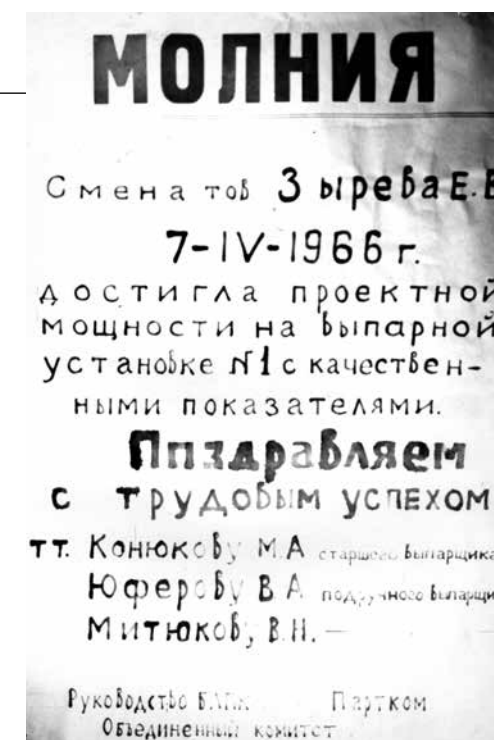 МОЛНИЯ
Смена тов Зырева Е.Е
7-IV-1966 г.
достигла проектной
мощности на выпарной
установке №1 с качествен-
ными показателями.
Поздравляем
с трудовым успехом
тт. Конюкову М.А старшего выпарщика
Юферову В.А подручного выпарщи
Митюкову В.Н. —
Руководство Партком
Объединенный комитет